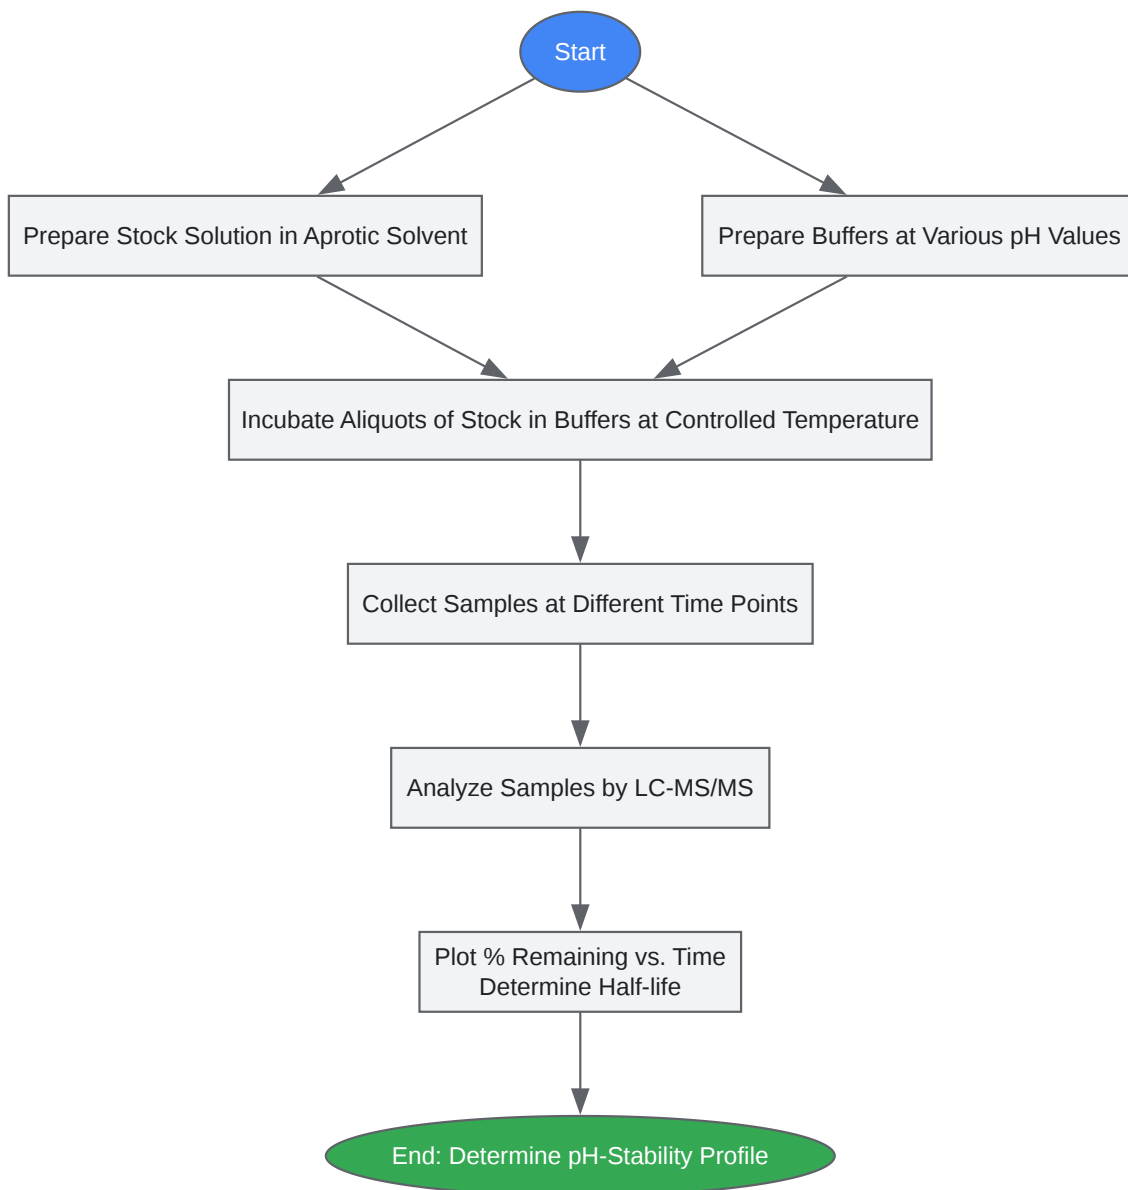 Start
Prepare Stock Solution in Aprotic Solvent
Prepare Buffers at Various pH Values
Incubate Aliquots of Stock in Buffers at Controlled Temperature
Collect Samples at Different Time Points
Analyze Samples by LC-MS/MS
Plot % Remaining vs. Time
Determine Half-life
End: Determine pH-Stability Profile